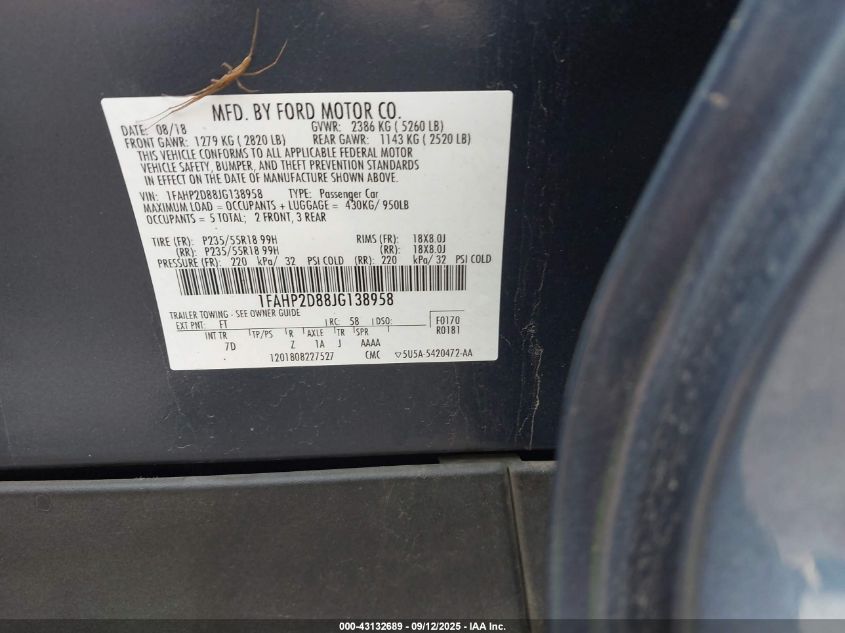 MFD. BY FORD MOTOR CO.
DATE: 08/18 GVWR: 2386 KG ( 5260 LB)
FRONT GAWR: 1279 KG ( 2820 LB) REAR GAWR: 1143 KG ( 2520 LB)
THIS VEHICLE CONFORMS TO ALL APPLICABLE FEDERAL MOTOR
VEHICLE SAFETY, BUMPER, AND THEFT PREVENTION STANDARDS
IN EFFECT ON THE DATE OF MANUFACTURE SHOWN ABOVE.
VIN: 1FAHP2D88JG138958 TYPE: Passenger Car
MAXIMUM LOAD = OCCUPANTS + LUGGAGE = 430KG/ 950LB
OCCUPANTS = 5 TOTAL; 2 FRONT, 3 REAR
TIRE (FR): P235/55R18 99H RIMS (FR): 18X8.0J
(RR): P235/55R18 99H (RR): 18X8.0J
PRESSURE (FR): 220 kPa/ 32 PSI COLD (RR): 220 kPa/ 32 PSI COLD
1FAHP2D88JG138958
TRAILER TOWING - SEE OWNER GUIDE
EXT PNT: FT RC: 58 DSO: F0170
INT TR TP/PS R AXLE TR SPR R0181
7D Z 1A J AAAA
1201808227527 CMC ▽5U5A-5420472-AA
000-43132689 - 09/12/2025 - IAA Inc.